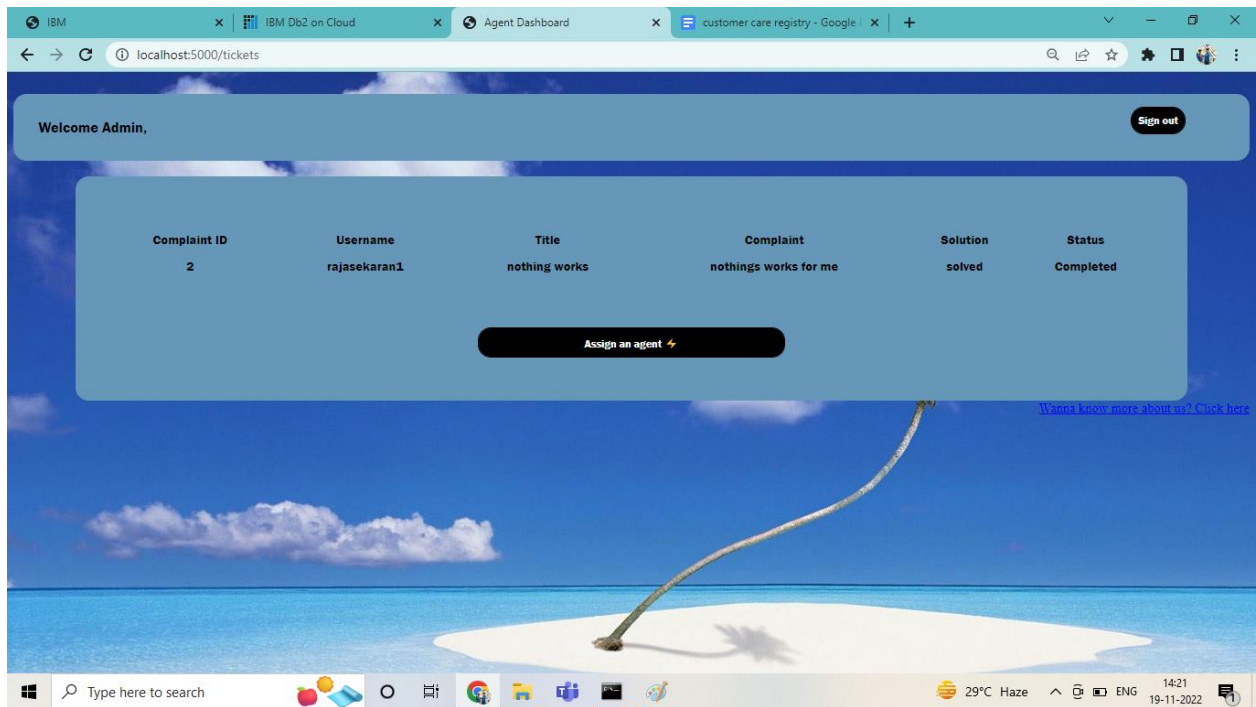 IBM
IBM Db2 on Cloud
Agent Dashboard
customer care registry - Google
localhost:5000/tickets
Welcome Admin,
Sign out
Complaint ID Username Title Complaint Solution Status
2 rajasekaran1 nothing works nothings works for me solved Completed
Assign an agent ⚡
Wanna know more about us? Click here
Type here to search
29°C Haze
ENG
14:21
19-11-2022
1